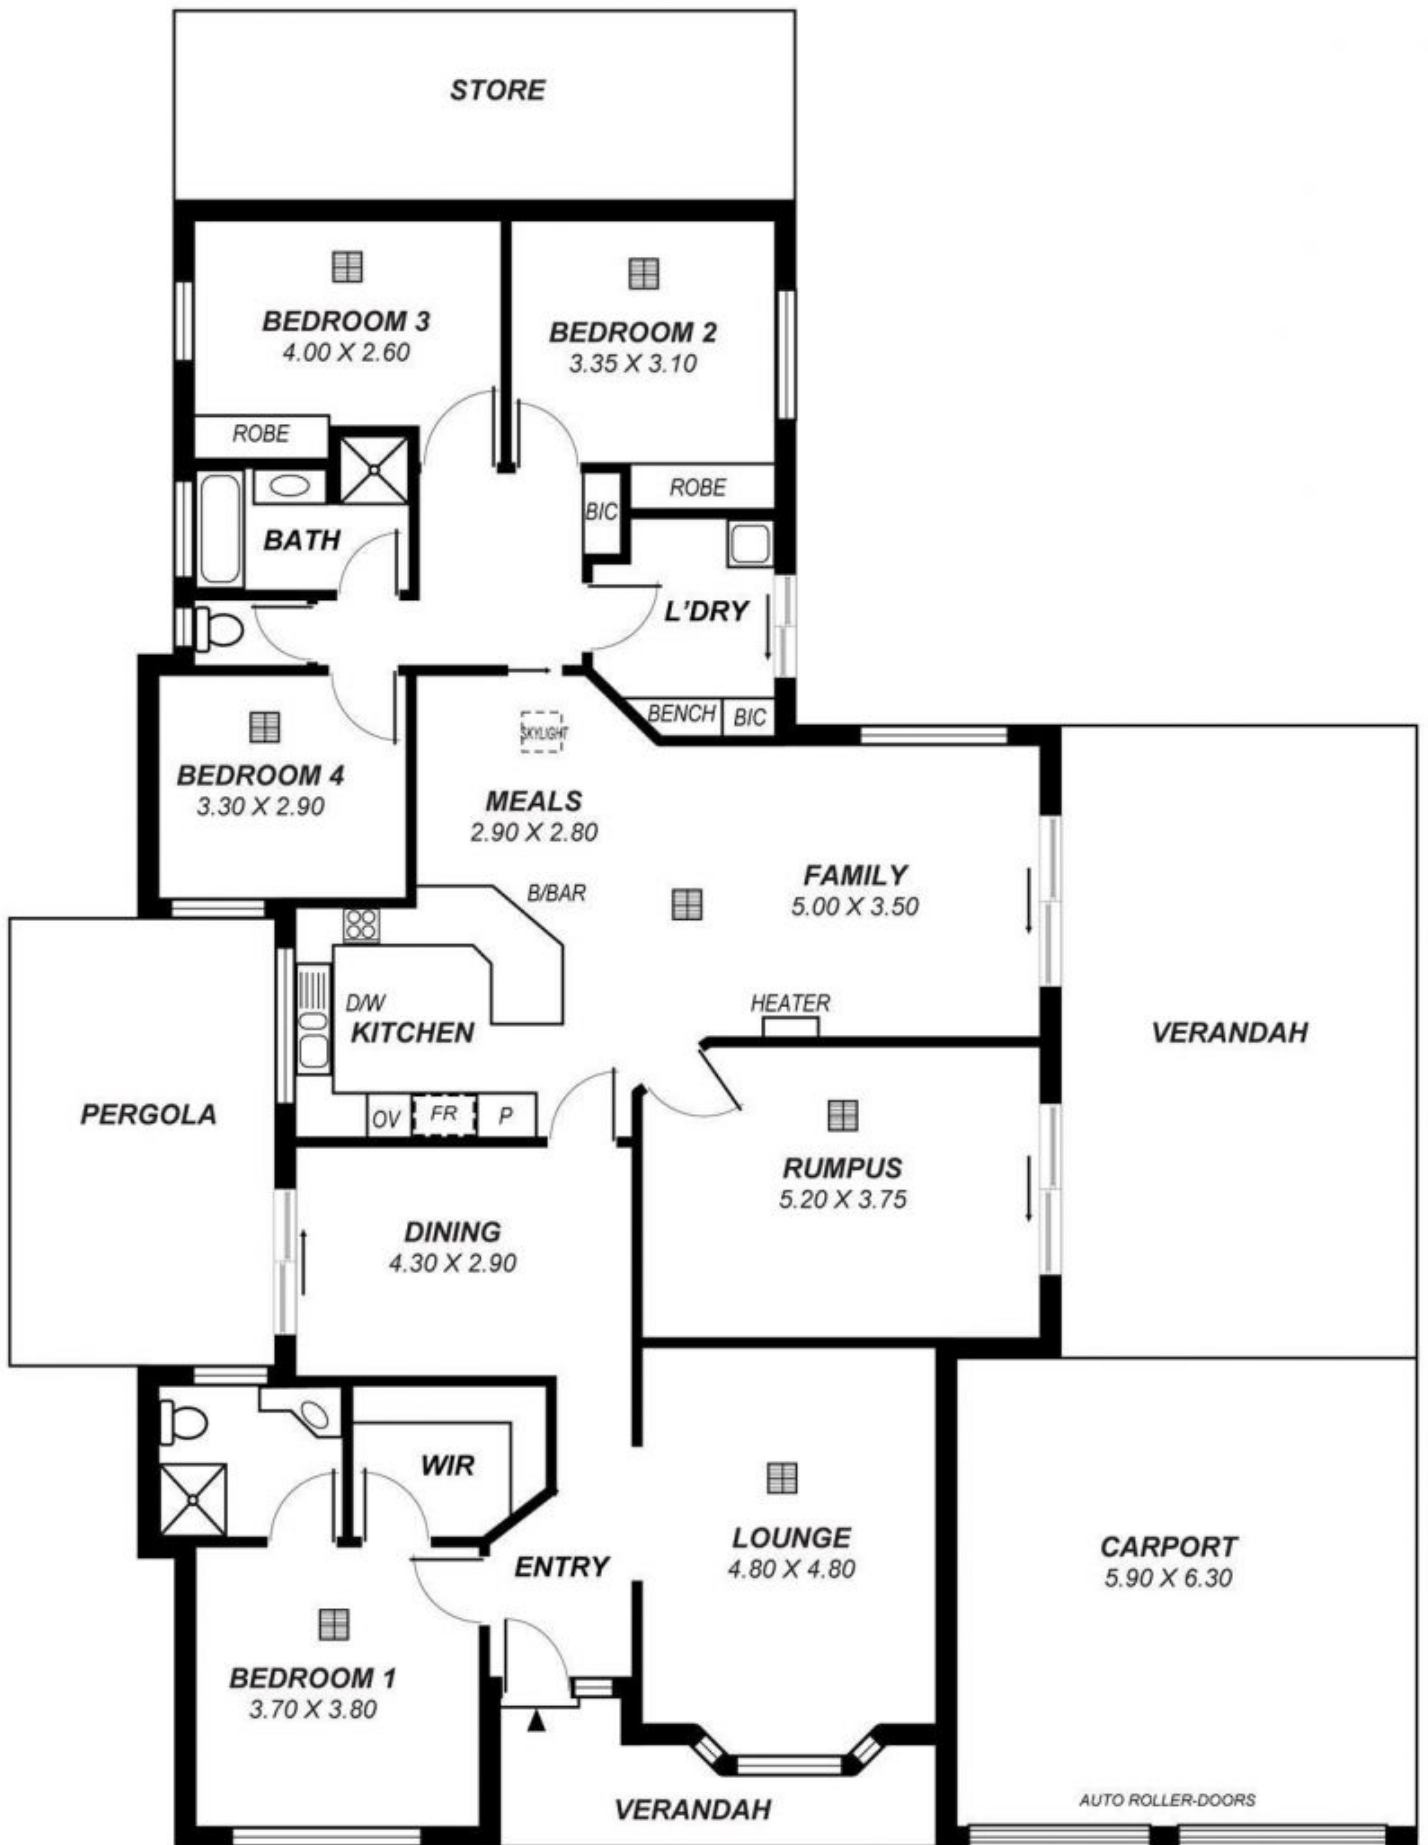 STORE
BEDROOM 3
4.00 X 2.60
BEDROOM 2
3.35 X 3.10
ROBE
ROBE
BIC
BATH
L'DRY
BENCH
BIC
SKYLIGHT
BEDROOM 4
3.30 X 2.90
MEALS
2.90 X 2.80
B/BAR
FAMILY
5.00 X 3.50
D/W
KITCHEN
HEATER
VERANDAH
PERGOLA
OV
FR
P
RUMPUS
5.20 X 3.75
DINING
4.30 X 2.90
WIR
ENTRY
LOUNGE
4.80 X 4.80
CARPORT
5.90 X 6.30
BEDROOM 1
3.70 X 3.80
VERANDAH
AUTO ROLLER-DOORS